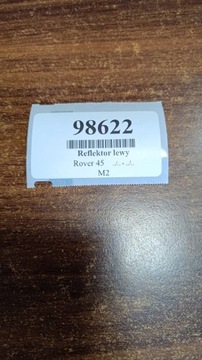 98622
Reflektor lewy
Rover 45 ../.. - ../..
M2